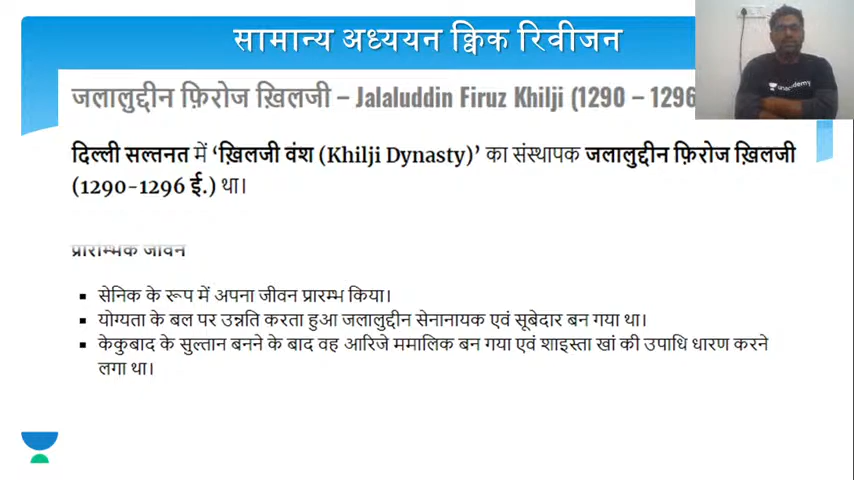 सामान्य अध्ययन क्विक रिवीजन
जलालुद्दीन फ़िरोज ख़िलजी – Jalaluddin Firuz Khilji (1290 – 1296
unacademy
दिल्ली सल्तनत में ‘ख़िलजी वंश (Khilji Dynasty)’ का संस्थापक जलालुद्दीन फ़िरोज ख़िलजी
(1290-1296 ई.) था।
प्रारम्भिक जीवन
▪ सेनिक के रूप में अपना जीवन प्रारम्भ किया।
▪ योग्यता के बल पर उन्नति करता हुआ जलालुद्दीन सेनानायक एवं सूबेदार बन गया था।
▪ केकुबाद के सुल्तान बनने के बाद वह आरिजे ममालिक बन गया एवं शाइस्ता खां की उपाधि धारण करने
लगा था।